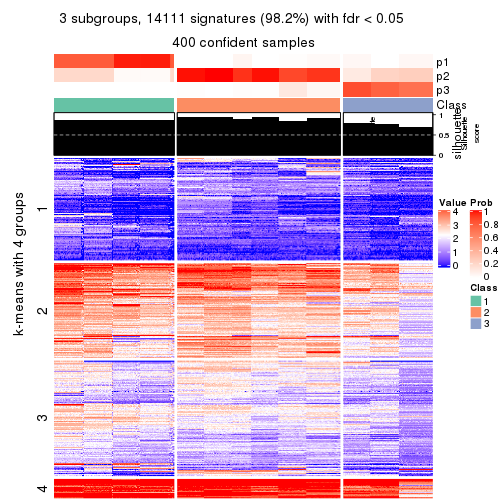 3 subgroups, 14111 signatures (98.2%) with fdr < 0.05
400 confident samples
p1
p2
p3
Class
1
0.5
0
silhouette
Silhouette
score
k-means with 4 groups
1
2
3
4
Value
4
3
2
1
0
Prob
1
0.8
0.6
0.4
0.2
0
Class
1
2
3